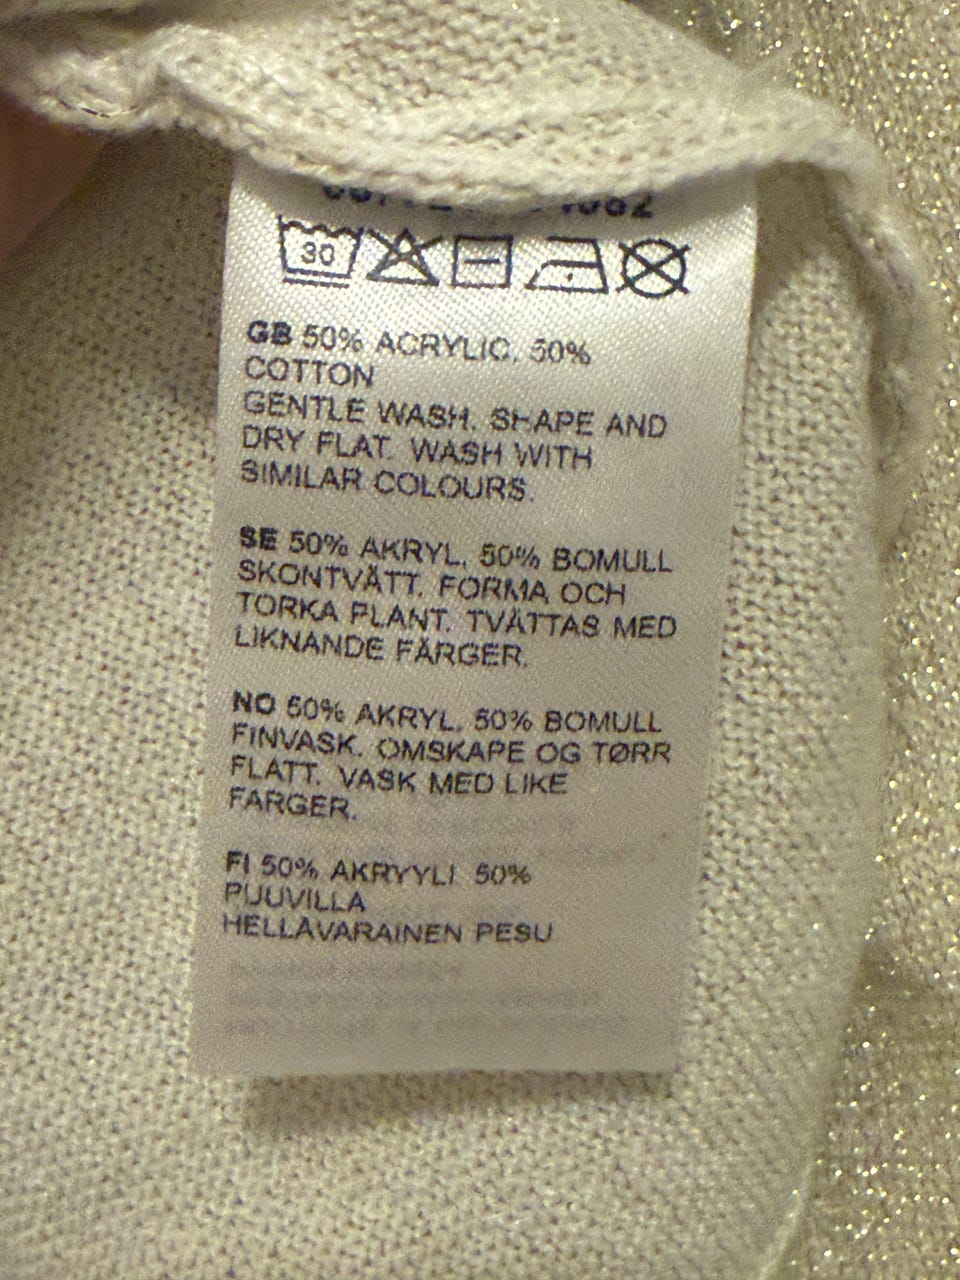 30
GB 50% ACRYLIC, 50%
COTTON
GENTLE WASH. SHAPE AND
DRY FLAT. WASH WITH
SIMILAR COLOURS.
SE 50% AKRYL, 50% BOMULL
SKONTVÄTT. FORMA OCH
TORKA PLANT. TVÄTTAS MED
LIKNANDE FÄRGER.
NO 50% AKRYL, 50% BOMULL
FINVASK. OMSKAPE OG TØRR
FLATT. VASK MED LIKE
FARGER.
FI 50% AKRYYLI, 50%
PUUVILLA
HELLÄVARAINEN PESU